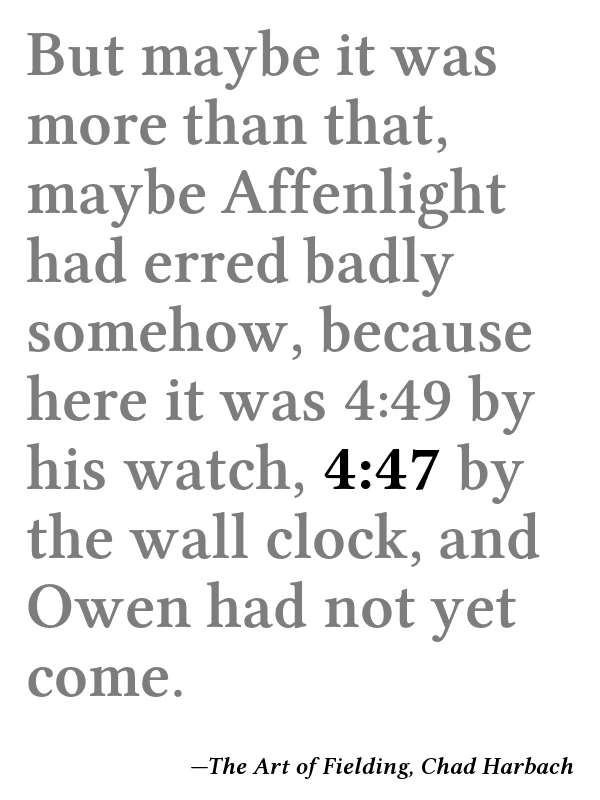 But maybe it was
more than that,
maybe Affenlight
had erred badly
somehow, because
here it was 4:49 by
his watch, 4:47 by
the wall clock, and
Owen had not yet
come.
—The Art of Fielding, Chad Harbach